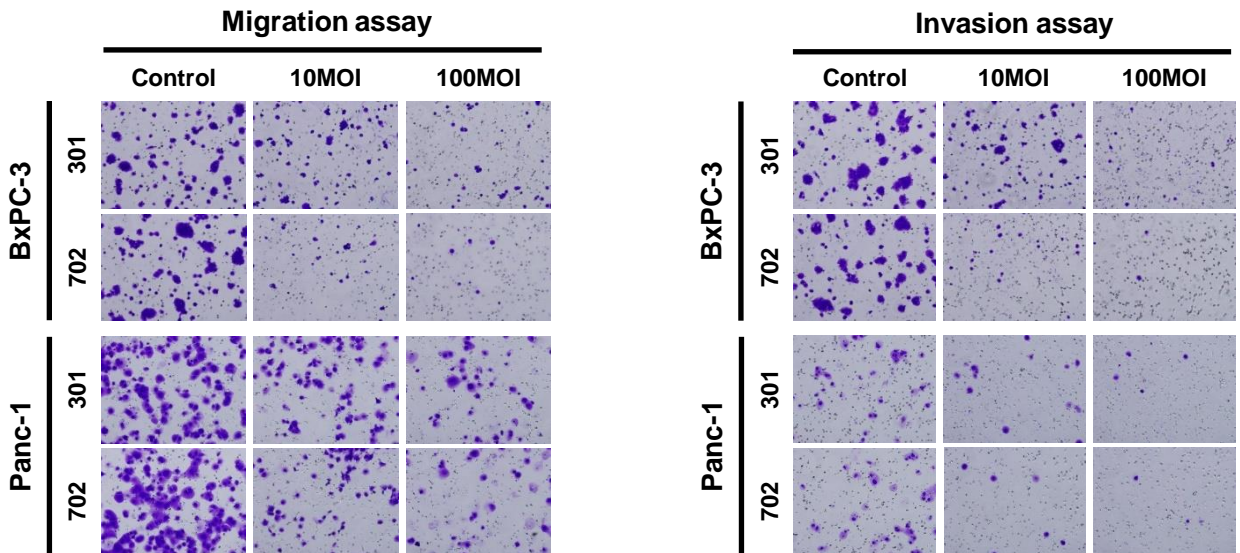 Migration assay
Control 10MOI 100MOI
BxPC-3
301
702
Panc-1
301
702
Invasion assay
Control 10MOI 100MOI
BxPC-3
301
702
Panc-1
301
702